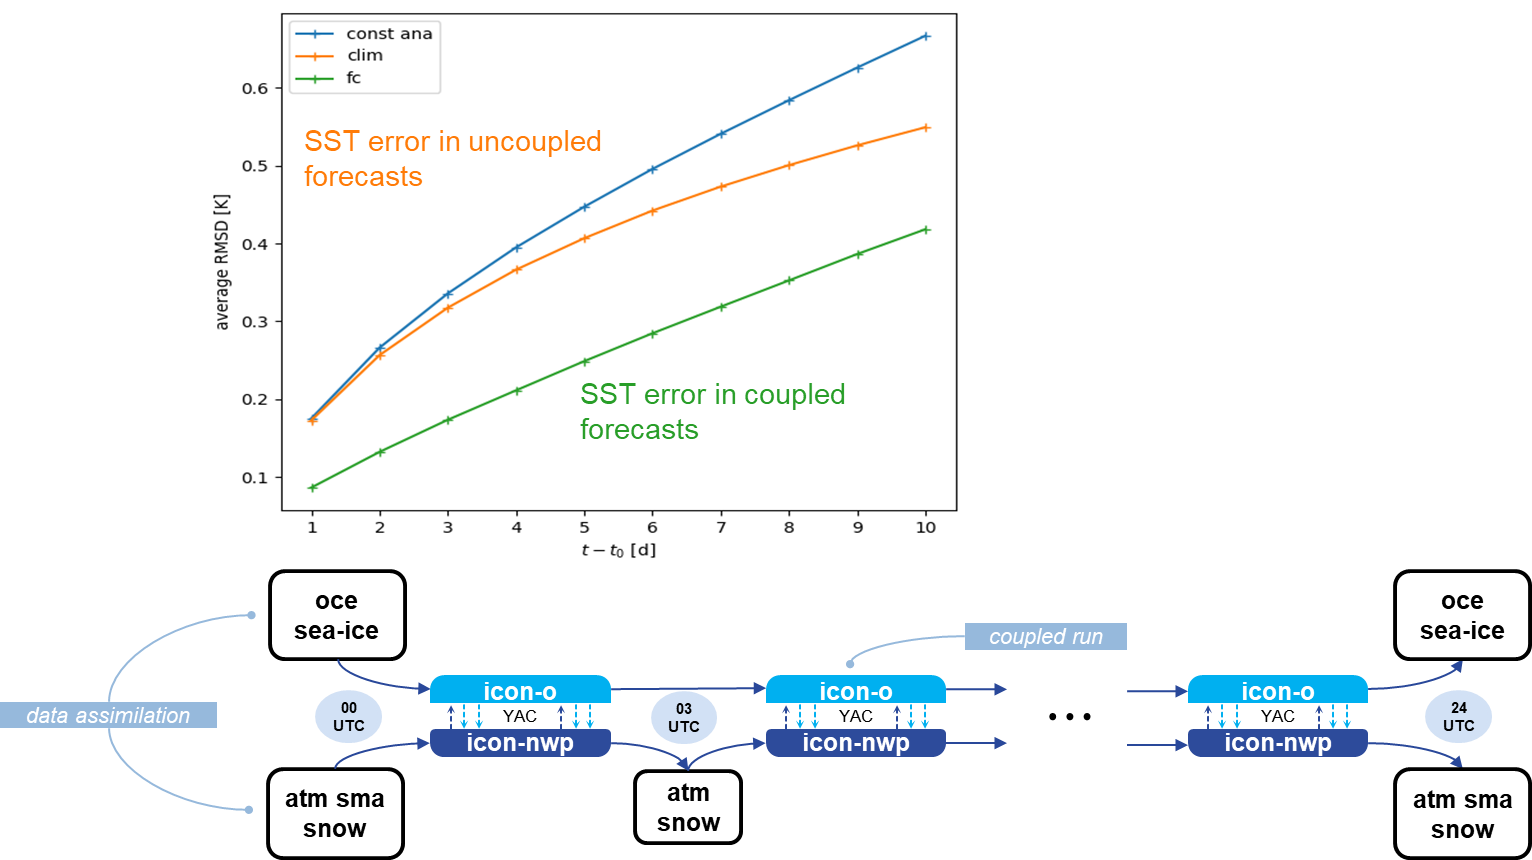 const ana
clim
fc
SST error in uncoupled
forecasts
SST error in coupled
forecasts
average RMSD [K]
0.6
0.5
0.4
0.3
0.2
0.1
1 2 3 4 5 6 7 8 9 10
t − t₀ [d]
oce
sea-ice
oce
sea-ice
coupled run
data assimilation
00
UTC
icon-o
YAC
icon-nwp
03
UTC
icon-o
YAC
icon-nwp
...
icon-o
YAC
icon-nwp
24
UTC
atm sma
snow
atm
snow
atm sma
snow